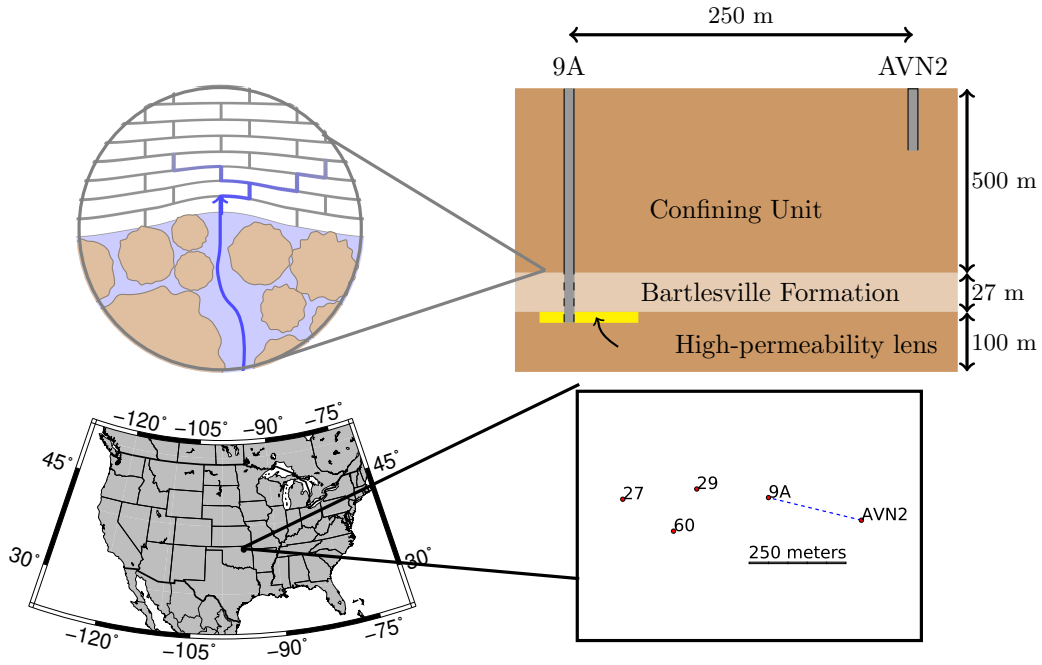 250 m
9A
AVN2
500 m
Confining Unit
Bartlesville Formation
27 m
High-permeability lens
100 m
−120° −105° −90° −75°
45° 45°
30° 30°
−120° −105° −90° −75°
27
29
9A
60
AVN2
250 meters